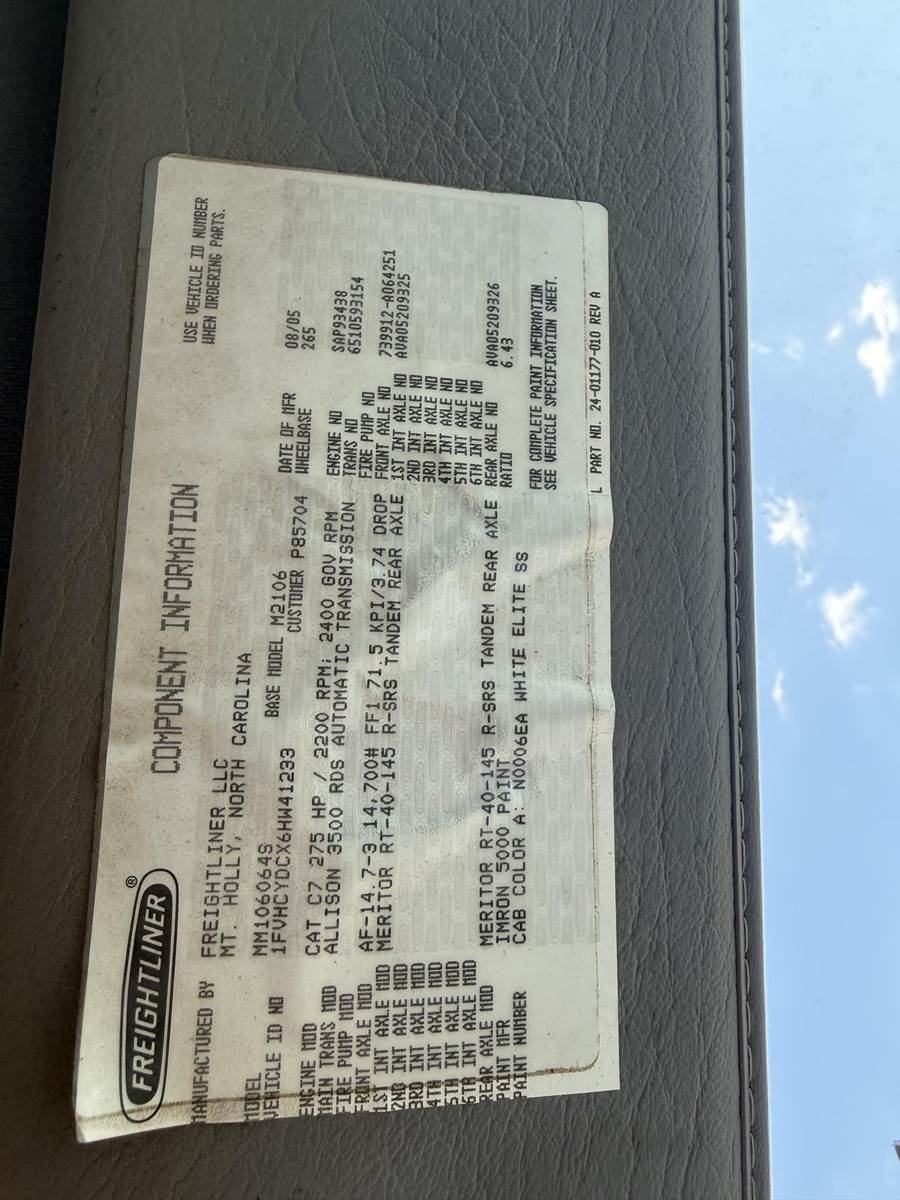 FREIGHTLINER®
COMPONENT INFORMATION
USE VEHICLE ID NUMBER
WHEN ORDERING PARTS.
MANUFACTURED BY FREIGHTLINER LLC
MT. HOLLY, NORTH CAROLINA
MODEL MM106064S
VEHICLE ID NO 1FVHCYDCX6HW41233 BASE MODEL M2106 DATE OF MFR 08/05
CUSTOMER P85704 WHEELBASE 265
ENGINE MOD CAT C7 275 HP / 2200 RPM; 2400 GOV RPM ENGINE NO SAP93438
MAIN TRANS MOD ALLISON 3500 RDS AUTOMATIC TRANSMISSION TRANS NO 6510593154
FIRE PUMP MOD FIRE PUMP NO
FRONT AXLE MOD AF-14.7-3 14,700# FF1 71.5 KPI/3.74 DROP FRONT AXLE NO 739912-A064251
1ST INT AXLE MOD MERITOR RT-40-145 R-SRS TANDEM REAR AXLE 1ST INT AXLE NO AVA05209325
2ND INT AXLE MOD 2ND INT AXLE NO
3RD INT AXLE MOD 3RD INT AXLE NO
4TH INT AXLE MOD 4TH INT AXLE NO
5TH INT AXLE MOD 5TH INT AXLE NO
6TH INT AXLE MOD 6TH INT AXLE NO
REAR AXLE MOD MERITOR RT-40-145 R-SRS TANDEM REAR AXLE REAR AXLE NO AVA05209326
PAINT MFR IMRON 5000 PAINT RATIO 6.43
PAINT NUMBER CAB COLOR A: N0006EA WHITE ELITE SS
FOR COMPLETE PAINT INFORMATION
SEE VEHICLE SPECIFICATION SHEET.
PART NO. 24-01177-010 REV A